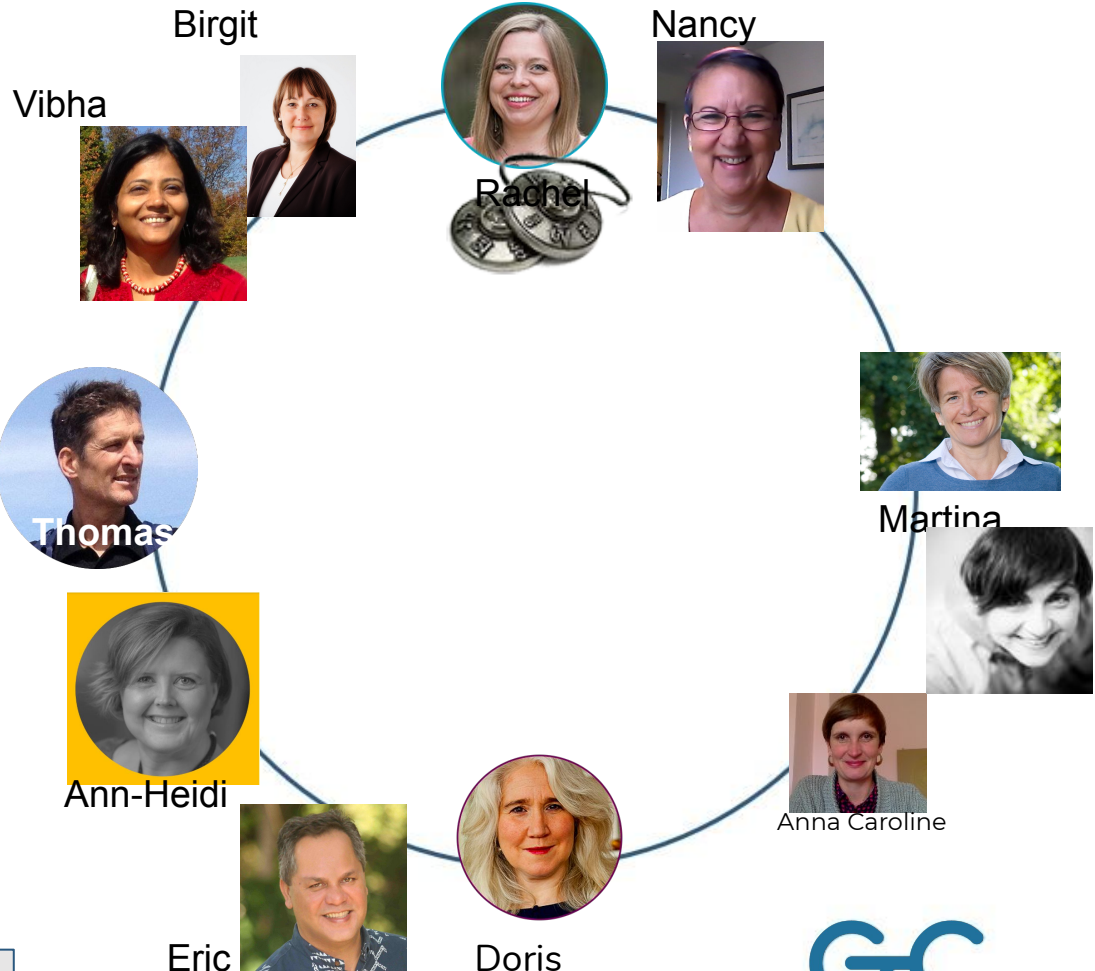 Birgit
Nancy
Vibha
Rachel
Thomas
Martina
Ann-Heidi
Anna Caroline
Eric
Doris